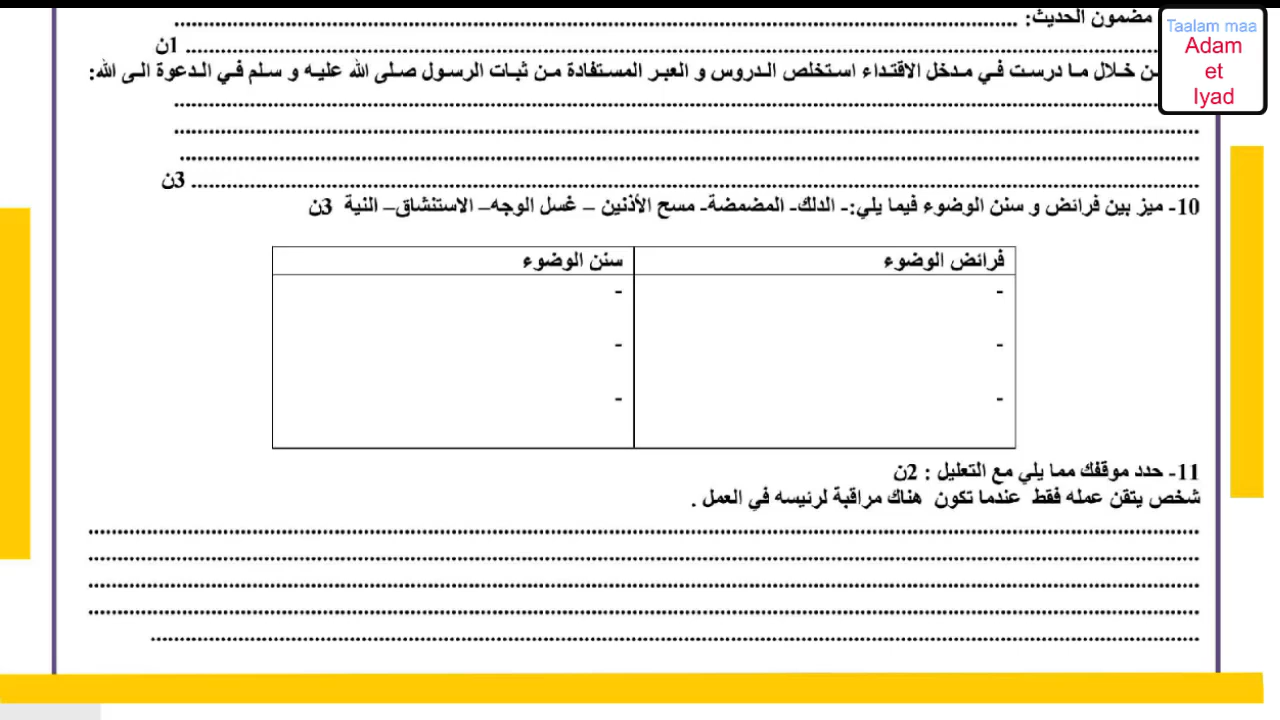 مضمون الحديث: ......................................................
...................................................... 1ن
Taalam maa
Adam
et
Iyad
خلال ما درست في مدخل الاقتداء استخلص الدروس و العبر المستفادة من ثبات الرسول صلى الله عليه و سلم في الدعوة الى الله:
......................................................
......................................................
......................................................
...................................................... 3ن
10- ميز بين فرائض و سنن الوضوء فيما يلي:- الدلك- المضمضة- مسح الأذنين – غسل الوجه– الاستنشاق– النية 3ن
فرائض الوضوء سنن الوضوء
- -
- -
- -
11- حدد موقفك مما يلي مع التعليل : 2ن
شخص يتقن عمله فقط عندما تكون هناك مراقبة لرئيسه في العمل .
......................................................
......................................................
......................................................
......................................................
......................................................